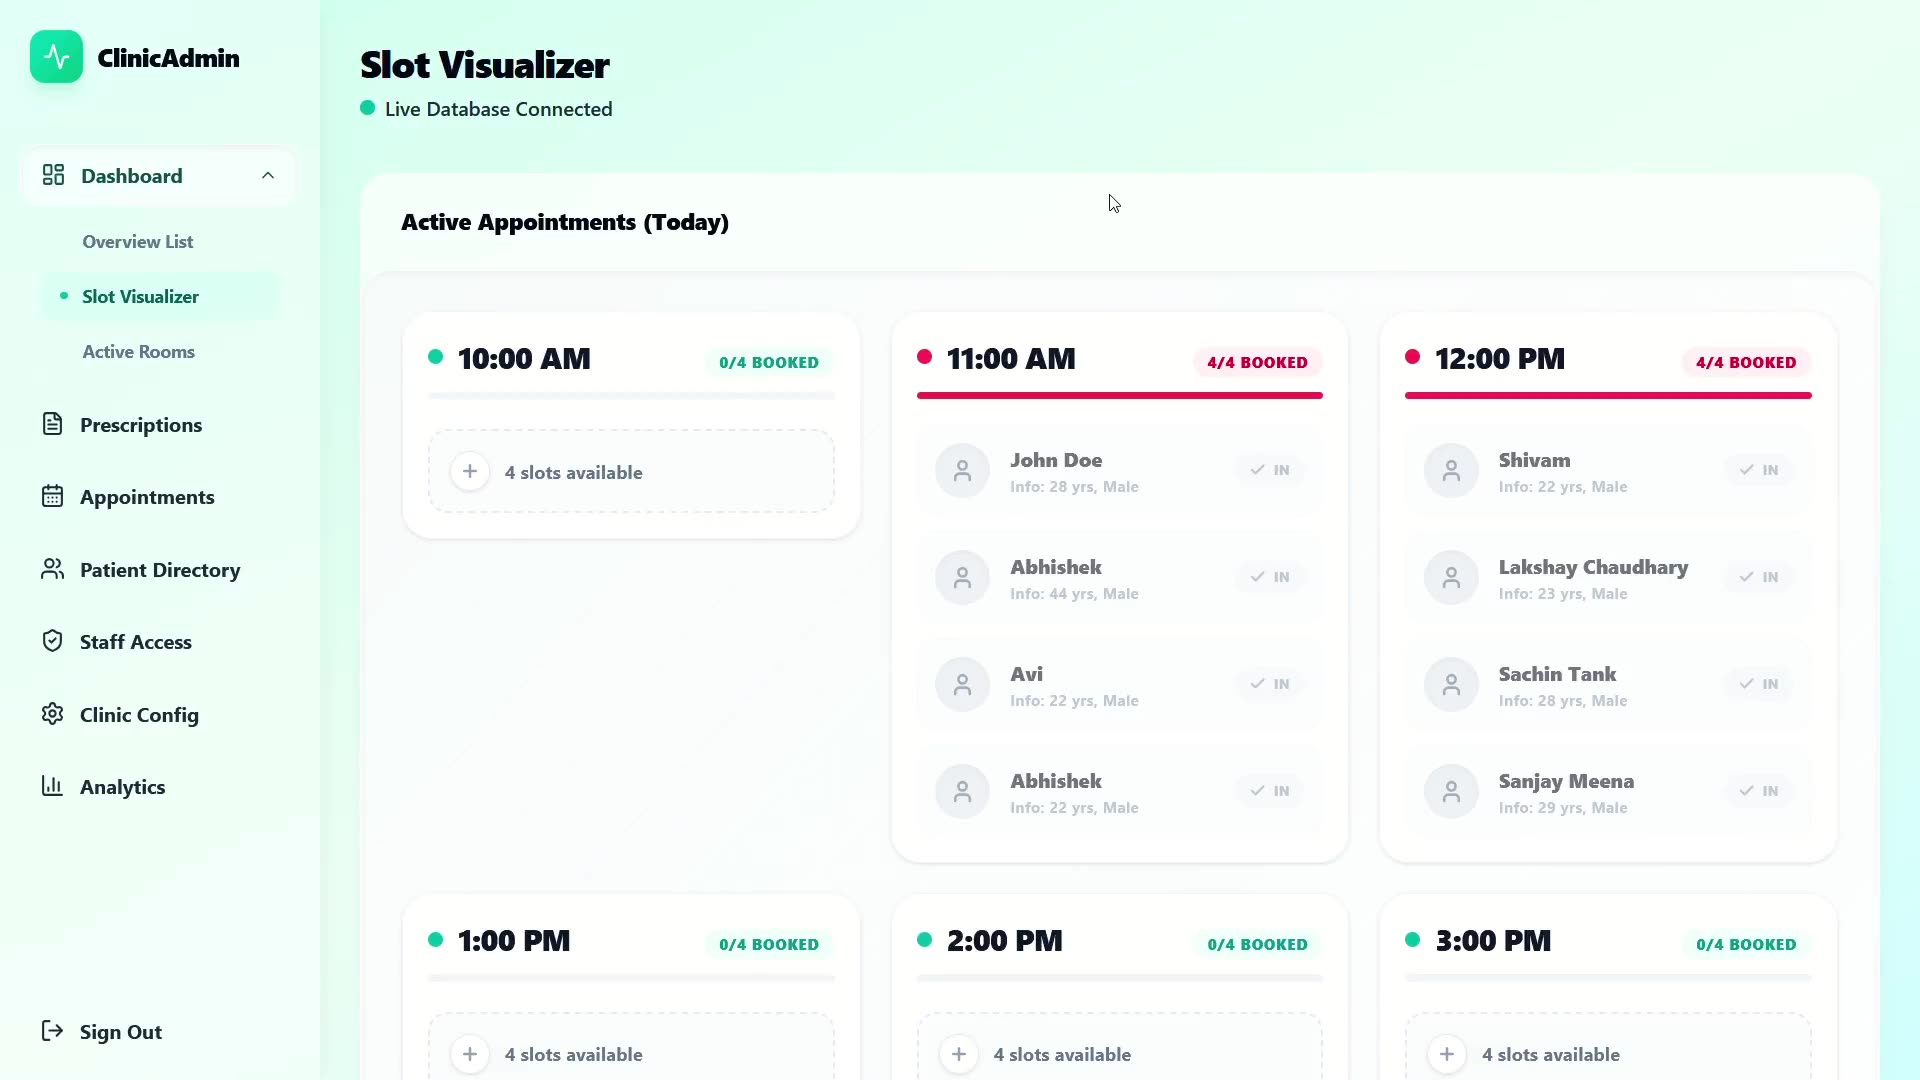 ClinicAdmin
Dashboard
Overview List
Slot Visualizer
Active Rooms
Prescriptions
Appointments
Patient Directory
Staff Access
Clinic Config
Analytics
Sign Out
Slot Visualizer
Live Database Connected
Active Appointments (Today)
10:00 AM
0/4 BOOKED
4 slots available
11:00 AM
4/4 BOOKED
John Doe
Info: 28 yrs, Male
IN
Abhishek
Info: 44 yrs, Male
IN
Avi
Info: 22 yrs, Male
IN
Abhishek
Info: 22 yrs, Male
IN
12:00 PM
4/4 BOOKED
Shivam
Info: 22 yrs, Male
IN
Lakshay Chaudhary
Info: 23 yrs, Male
IN
Sachin Tank
Info: 28 yrs, Male
IN
Sanjay Meena
Info: 29 yrs, Male
IN
1:00 PM
0/4 BOOKED
4 slots available
2:00 PM
0/4 BOOKED
4 slots available
3:00 PM
0/4 BOOKED
4 slots available